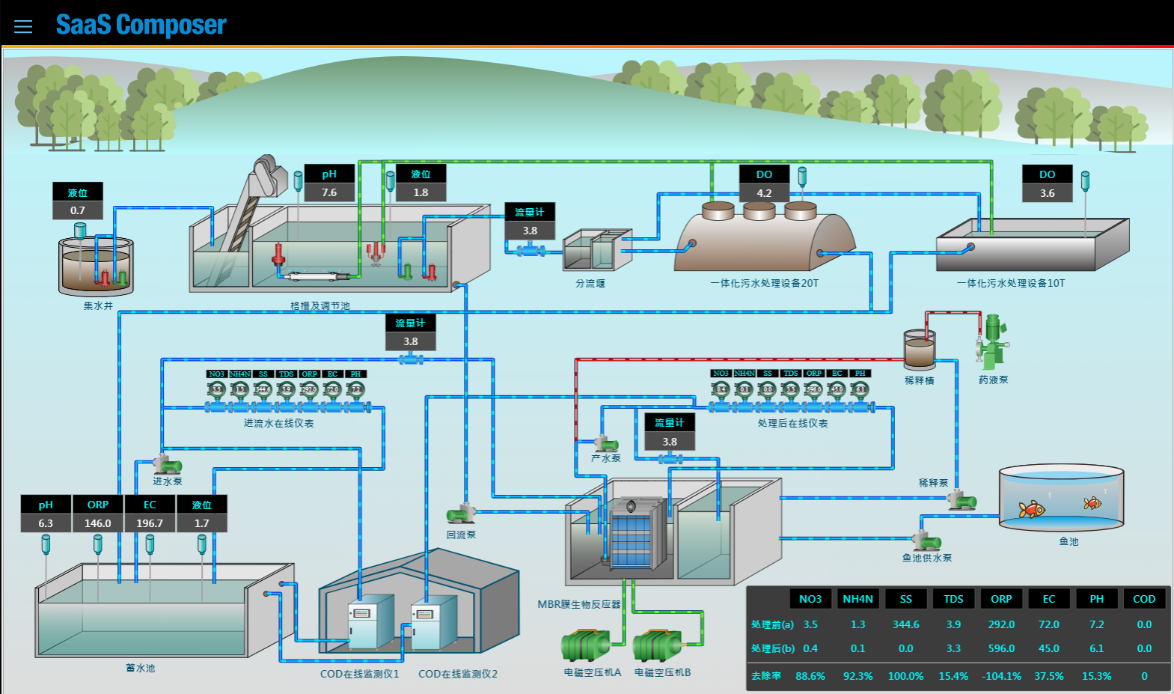 SaaS Composer
液位
0.7
pH
7.6
液位
1.8
流量计
3.8
DO
4.2
DO
3.6
集水井
格栅及调节池
分流堰
一体化污水处理设备20T
一体化污水处理设备10T
流量计
3.8
NO3 NH4N SS TDS ORP EC PH
进流水在线仪表
NO3 NH4N SS TDS ORP EC PH
处理后在线仪表
稀释桶
药液泵
流量计
3.8
产水泵
进水泵
稀释泵
pH ORP EC 液位
6.3 146.0 196.7 1.7
回流泵
鱼池
鱼池供水泵
MBR膜生物反应器
蓄水池
COD在线监测仪1
COD在线监测仪2
电磁空压机A
电磁空压机B
NO3 NH4N SS TDS ORP EC PH COD
处理前(a) 3.5 1.3 344.6 3.9 292.0 72.0 7.2 0.0
处理后(b) 0.4 0.1 0.0 3.3 596.0 45.0 6.1 0.0
去除率 88.6% 92.3% 100.0% 15.4% -104.1% 37.5% 15.3% 0